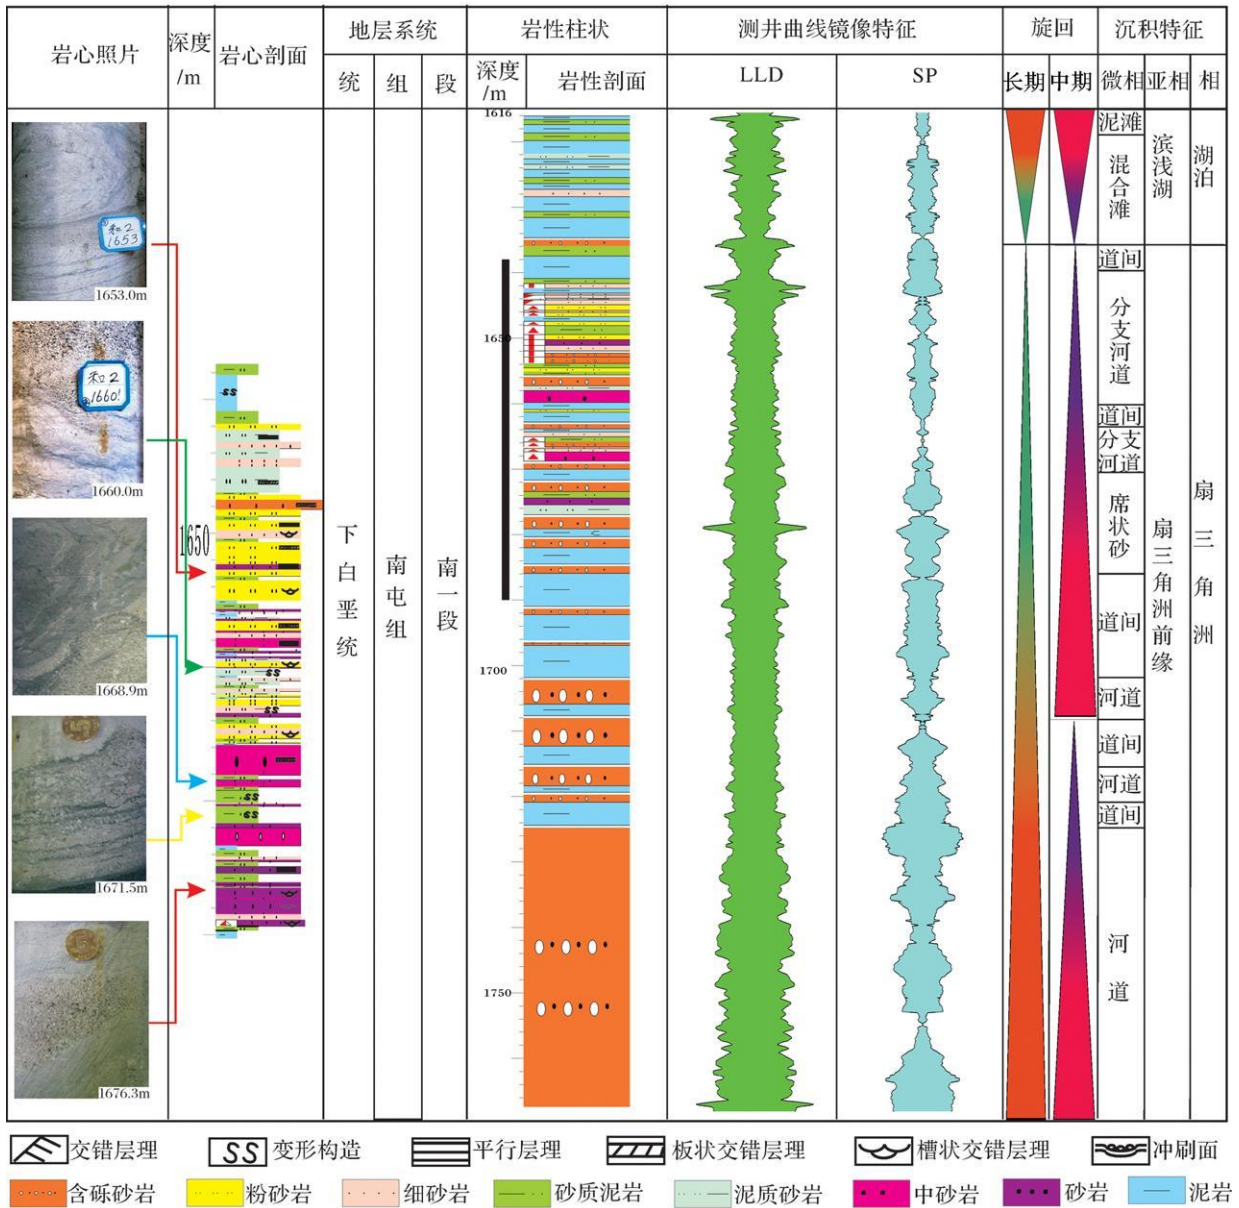 岩心照片
深度
/m
岩心剖面
地层系统
统
组
段
岩性柱状
深度
/m
岩性剖面
测井曲线镜像特征
LLD
SP
旋回
长期
中期
沉积特征
微相
亚相
相
和2
1653
1653.0m
和2
1660.
1660.0m
1668.9m
1671.5m
1676.3m
1650
SS
SS
SS
SS
SS
下白垩统
南屯组
南一段
1616
1650
1700
1750
泥滩
混合滩
道间
分支河道
道间
分支
河道
席状砂
道间
河道
道间
河道
道间
河道
滨浅湖
扇三角洲前缘
湖泊
扇三角洲
交错层理
SS 变形构造
平行层理
板状交错层理
槽状交错层理
冲刷面
含砾砂岩
粉砂岩
细砂岩
砂质泥岩
泥质砂岩
中砂岩
砂岩
泥岩